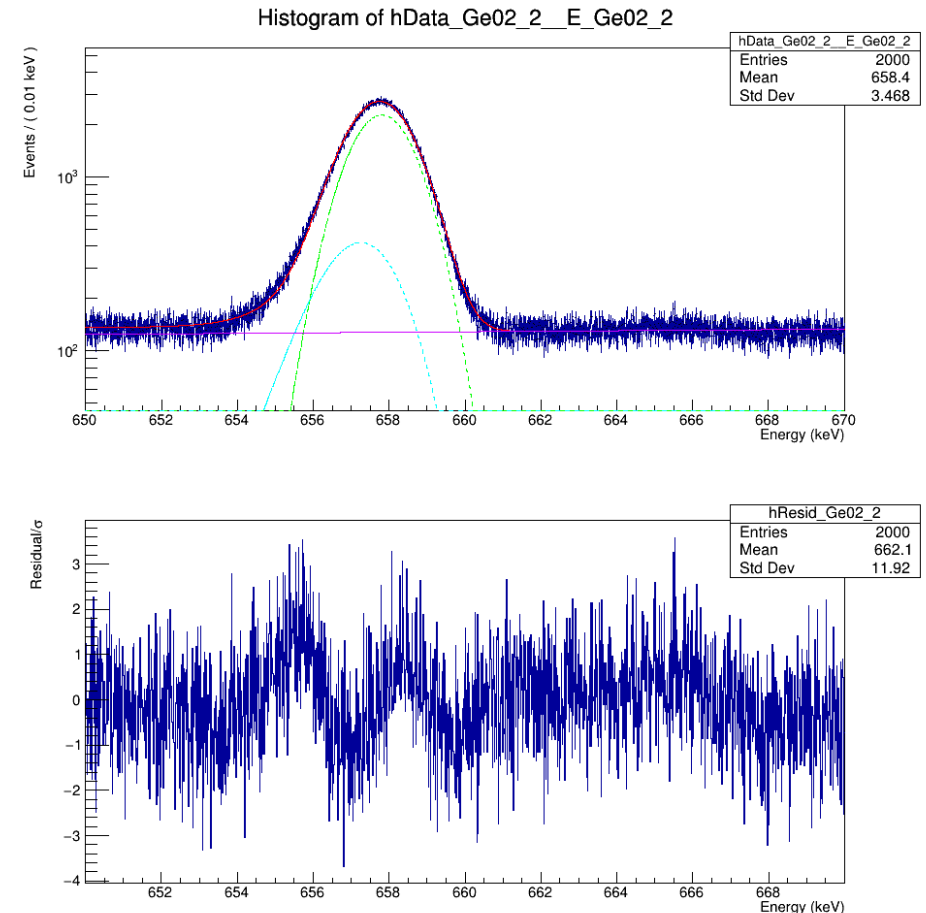 Histogram of hData_Ge02_2__E_Ge02_2
hData_Ge02_2__E_Ge02_2
Entries 2000
Mean 658.4
Std Dev 3.468
Events / ( 0.01 keV )
10³
10²
650 652 654 656 658 660 662 664 666 668 670
Energy (keV)
hResid_Ge02_2
Entries 2000
Mean 662.1
Std Dev 11.92
Residual/σ
3
2
1
0
−1
−2
−3
−4
652 654 656 658 660 662 664 666 668
Energy (keV)